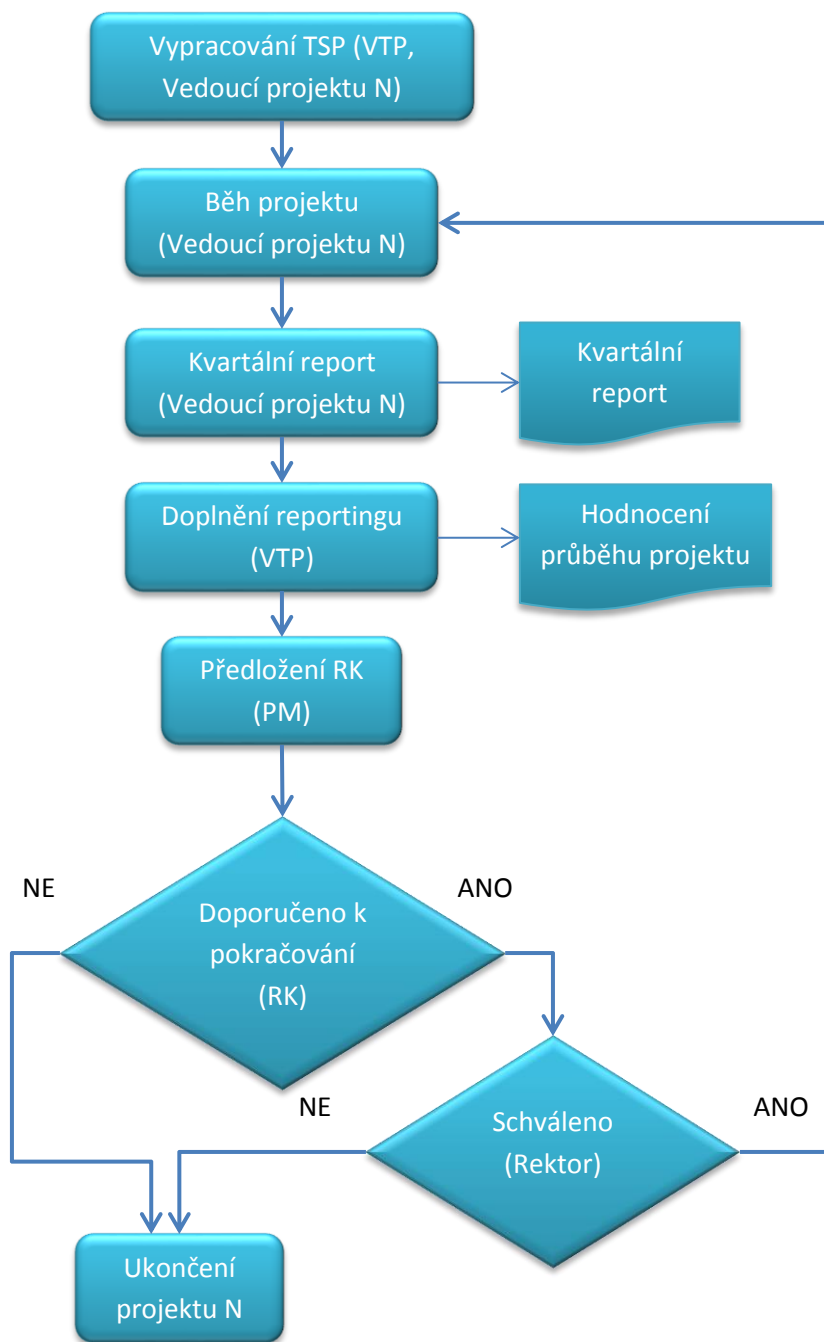 Vypracování TSP (VTP,
Vedoucí projektu N)
Běh projektu
(Vedoucí projektu N)
Kvartální report
(Vedoucí projektu N)
Kvartální
report
Doplnění reportingu
(VTP)
Hodnocení
průběhu projektu
Předložení RK
(PM)
NE
ANO
Doporučeno k
pokračování
(RK)
NE
ANO
Schváleno
(Rektor)
Ukončení
projektu N